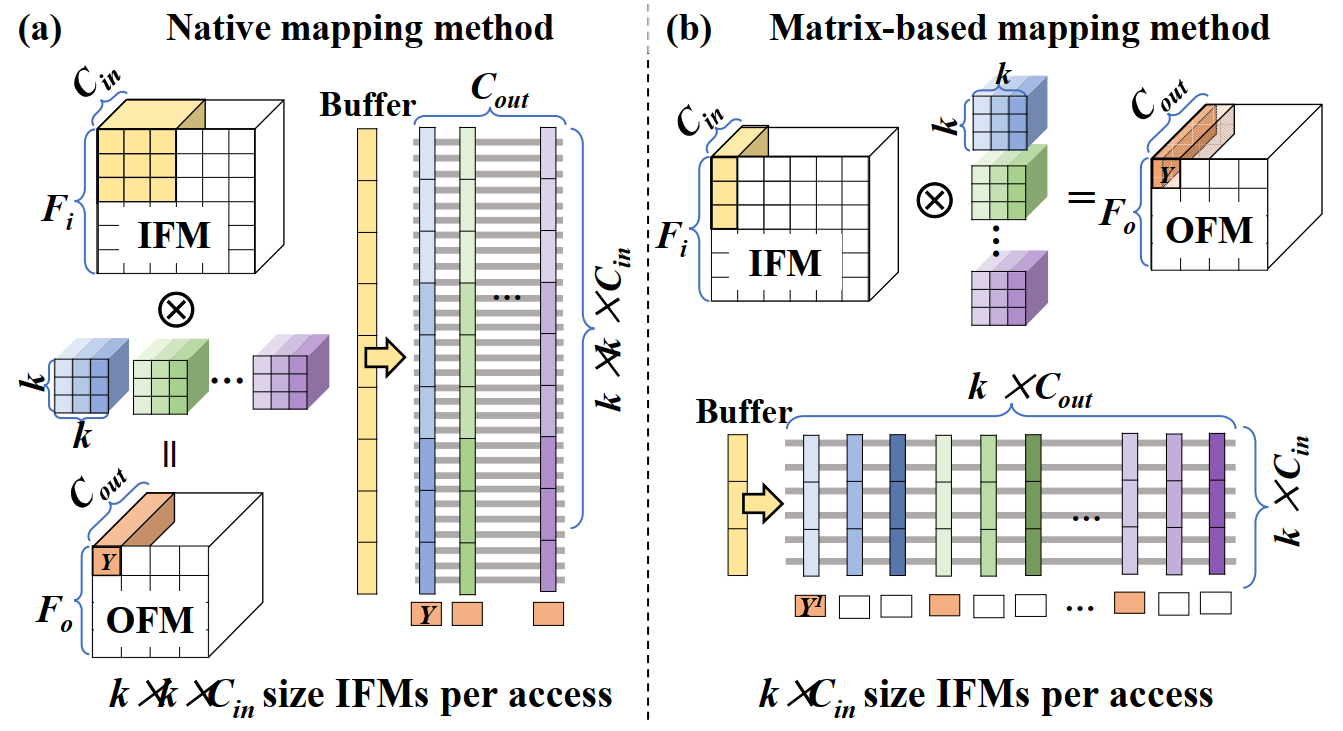 (a) Native mapping method
C_in
Buffer
C_out
F_i
IFM
⊗
k
k
...
=
C_out
Y
F_o
OFM
...
k × k × C_in
Y
k × k × C_in size IFMs per access
(b) Matrix-based mapping method
C_in
F_i
IFM
⊗
k
k
...
=
C_out
Y
F_o
OFM
Buffer
k × C_out
...
k × C_in
Y¹
...
k × C_in size IFMs per access